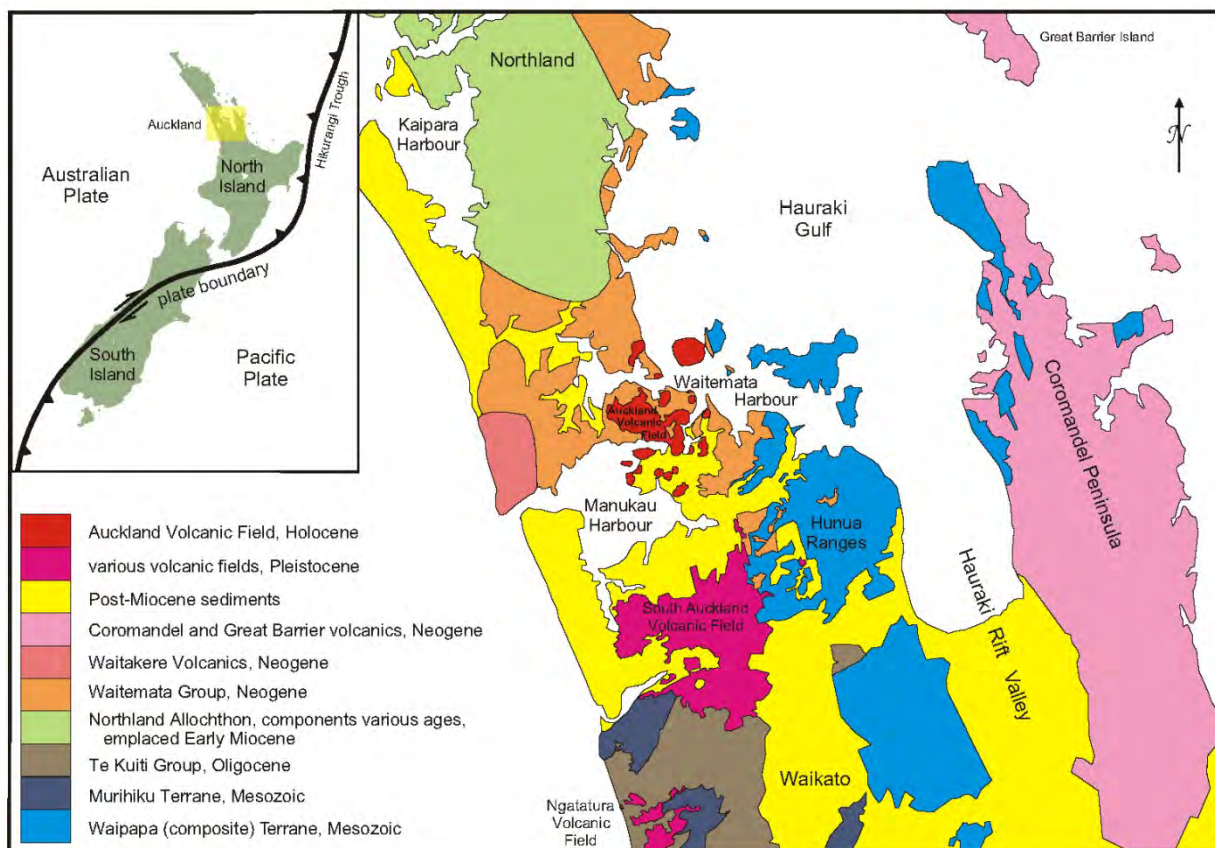 Auckland
Hikurangi Trough
Australian
Plate
North
Island
plate boundary
South
Island
Pacific
Plate
Northland
Great Barrier Island
Kaipara
Harbour
N
Hauraki
Gulf
Waitemata
Harbour
Auckland
Volcanic
Field
Coromandel Peninsula
Manukau
Harbour
Hunua
Ranges
South Auckland
Volcanic Field
Hauraki Rift Valley
Waikato
Ngatatura
Volcanic
Field
Auckland Volcanic Field, Holocene
various volcanic fields, Pleistocene
Post-Miocene sediments
Coromandel and Great Barrier volcanics, Neogene
Waitakere Volcanics, Neogene
Waitemata Group, Neogene
Northland Allochthon, components various ages,
emplaced Early Miocene
Te Kuiti Group, Oligocene
Murihiku Terrane, Mesozoic
Waipapa (composite) Terrane, Mesozoic